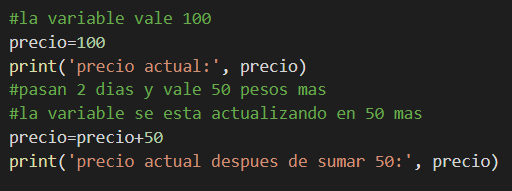 #la variable vale 100
precio=100
print('precio actual:', precio)
#pasan 2 dias y vale 50 pesos mas
#la variable se esta actualizando en 50 mas
precio=precio+50
print('precio actual despues de sumar 50:', precio)